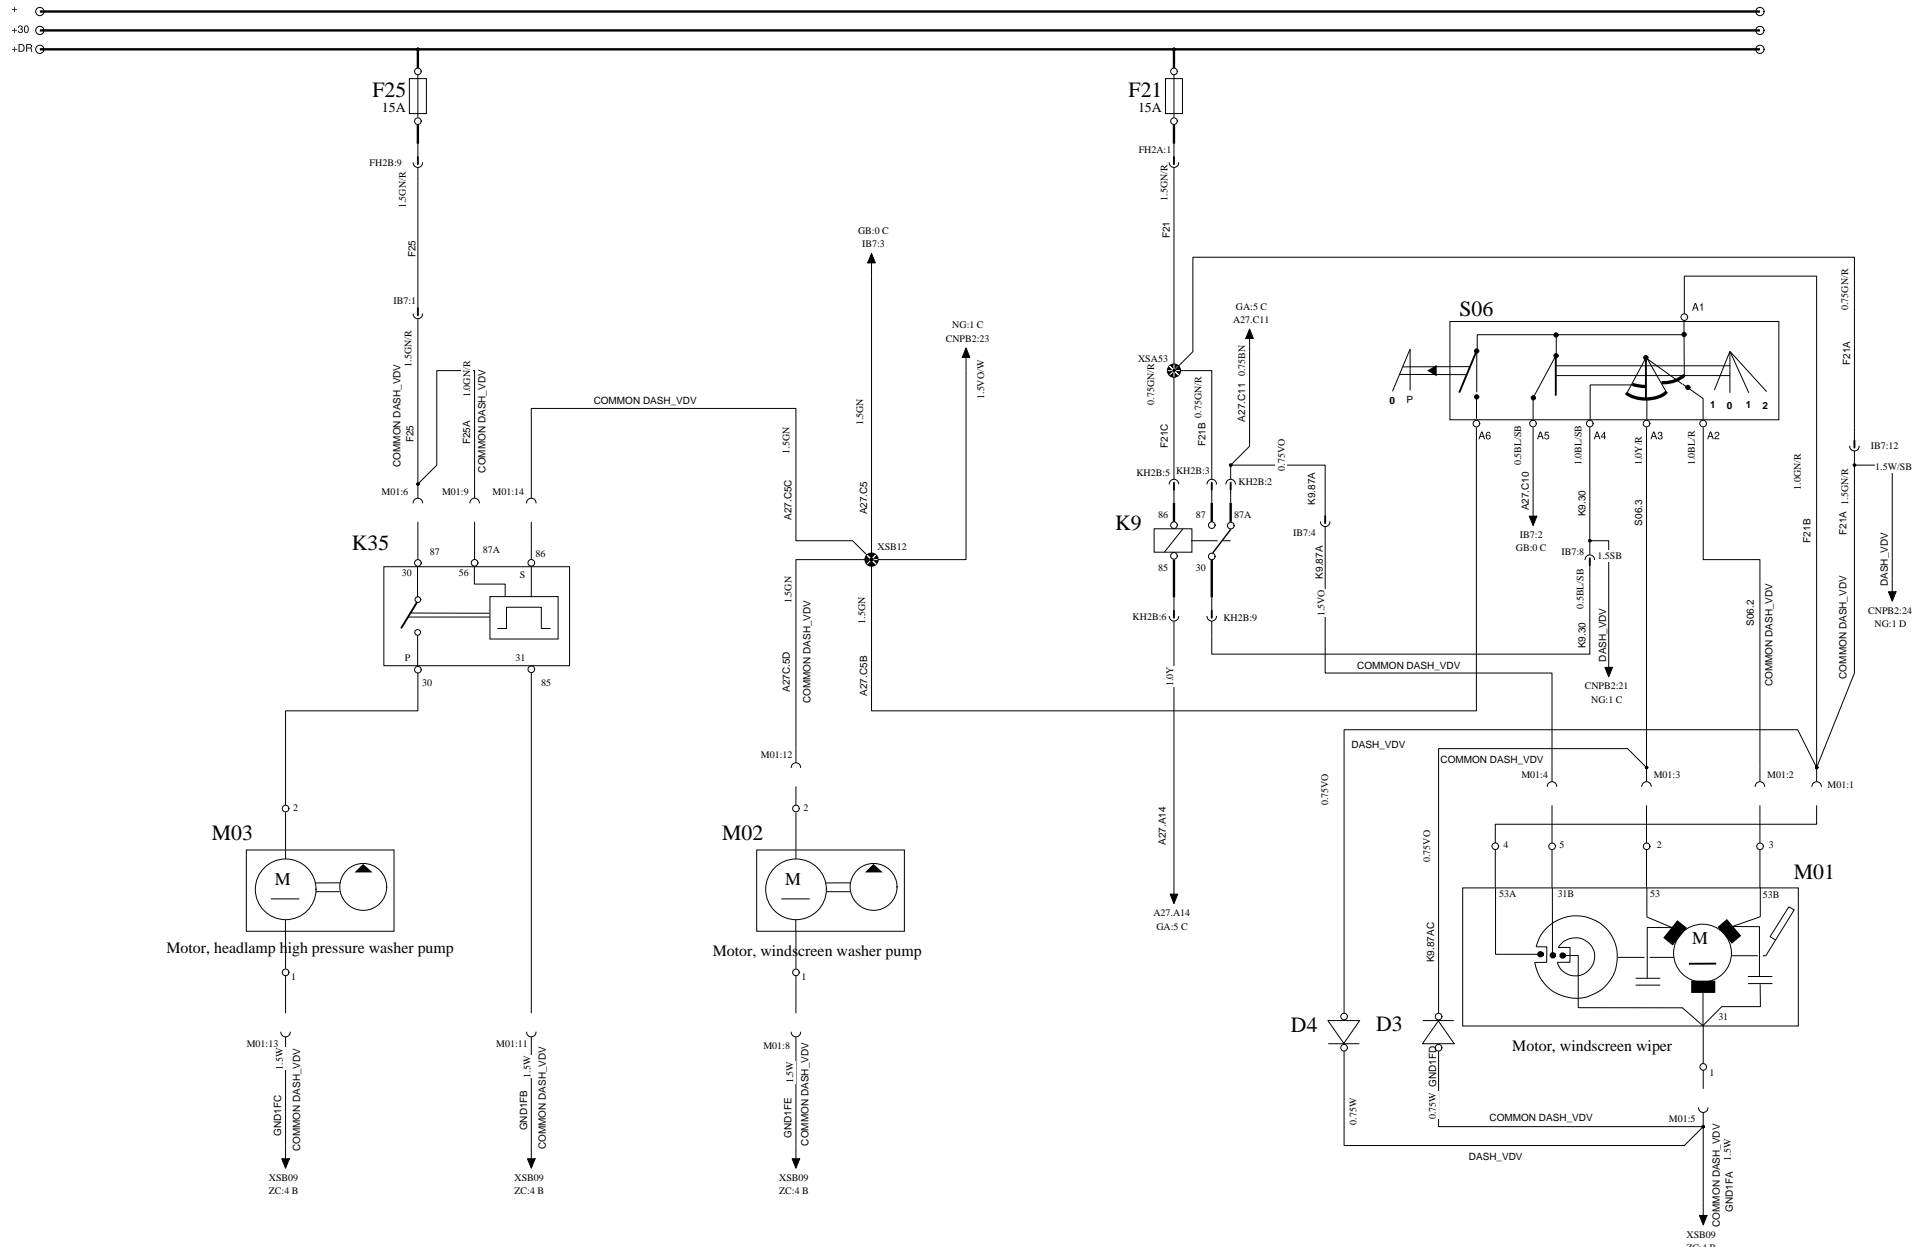 +
+30
+DR
F25
15A
F21
15A
FH2B:9
1.5GN/R
F25
IB7:1
1.5GN/R
COMMON DASH_VDV
F25
1.0GN/R
F25A
COMMON DASH_VDV
M01:6
M01:9
M01:14
COMMON DASH_VDV
1.5GN
A27.C5C
GB:0 C
IB7:3
1.5GN
A27.C5
NG:1 C
CNPB2:23
1.5VO/W
XSB12
K35
87
87A
86
30
56
S
P
31
30
85
1.5GN
A27C.5D
COMMON DASH_VDV
1.5GN
A27.C5B
M01:12
2
M03
M
Motor, headlamp high pressure washer pump
1
M01:13
1.5W
GND1FC
COMMON DASH_VDV
XSB09
ZC:4 B
M01:11
1.5W
GND1FB
COMMON DASH_VDV
XSB09
ZC:4 B
2
M02
M
Motor, windscreen washer pump
1
M01:8
1.5W
GND1FE
COMMON DASH_VDV
XSB09
ZC:4 B
FH2A:1
1.5GN/R
F21
XSA53
0.75GN/R
F21C
0.75GN/R
F21B
GA:5 C
A27.C11
0.75BN
A27.C11
0.75VO
K9.87A
KH2B:5
KH2B:3
KH2B:2
K9
86
87
87A
85
30
IB7:4
K9.87A
1.5VO
KH2B:6
KH2B:9
1.0Y
A27.A14
A27.A14
GA:5 C
COMMON DASH_VDV
S06
A1
0 P
1 0 1 2
A6
A5
A4
A3
A2
0.5BL/SB
A27.C10
IB7:2
GB:0 C
1.0BL/SB
K9.30
IB7:8
1.5SB
0.5BL/SB
K9.30
DASH_VDV
CNPB2:21
NG:1 C
1.0Y/R
S06.3
1.0BL/R
S06.2
COMMON DASH_VDV
1.0GN/R
F21B
0.75GN/R
F21A
IB7:12
1.5W/SB
1.5GN/R
F21A
COMMON DASH_VDV
DASH_VDV
CNPB2:24
NG:1 D
DASH_VDV
COMMON DASH_VDV
M01:4
M01:3
M01:2
M01:1
0.75VO
0.75VO
K9.87AC
4
5
2
3
M01
53A
31B
53
53B
M
31
Motor, windscreen wiper
D4
D3
GND1FD
0.75W
0.75W
COMMON DASH_VDV
DASH_VDV
1
M01:5
COMMON DASH_VDV
1.5W
GND1FA
XSB09
ZC:4 B